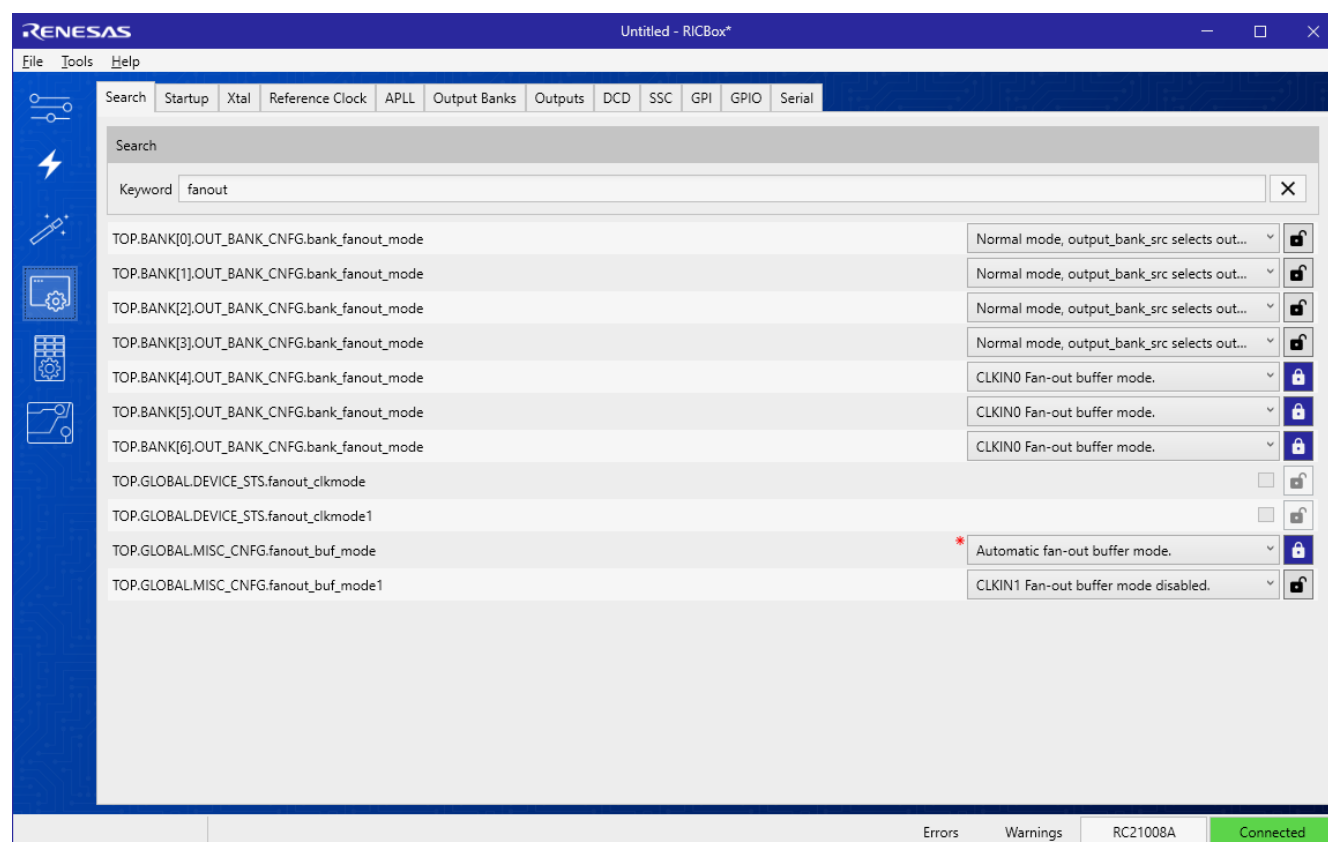 RENESAS
Untitled - RICBox*
File Tools Help
Search Startup Xtal Reference Clock APLL Output Banks Outputs DCD SSC GPI GPIO Serial
Search
Keyword fanout
TOP.BANK[0].OUT_BANK_CNFG.bank_fanout_mode Normal mode, output_bank_src selects out...
TOP.BANK[1].OUT_BANK_CNFG.bank_fanout_mode Normal mode, output_bank_src selects out...
TOP.BANK[2].OUT_BANK_CNFG.bank_fanout_mode Normal mode, output_bank_src selects out...
TOP.BANK[3].OUT_BANK_CNFG.bank_fanout_mode Normal mode, output_bank_src selects out...
TOP.BANK[4].OUT_BANK_CNFG.bank_fanout_mode CLKIN0 Fan-out buffer mode.
TOP.BANK[5].OUT_BANK_CNFG.bank_fanout_mode CLKIN0 Fan-out buffer mode.
TOP.BANK[6].OUT_BANK_CNFG.bank_fanout_mode CLKIN0 Fan-out buffer mode.
TOP.GLOBAL.DEVICE_STS.fanout_clkmode
TOP.GLOBAL.DEVICE_STS.fanout_clkmode1
TOP.GLOBAL.MISC_CNFG.fanout_buf_mode * Automatic fan-out buffer mode.
TOP.GLOBAL.MISC_CNFG.fanout_buf_mode1 CLKIN1 Fan-out buffer mode disabled.
Errors Warnings RC21008A Connected